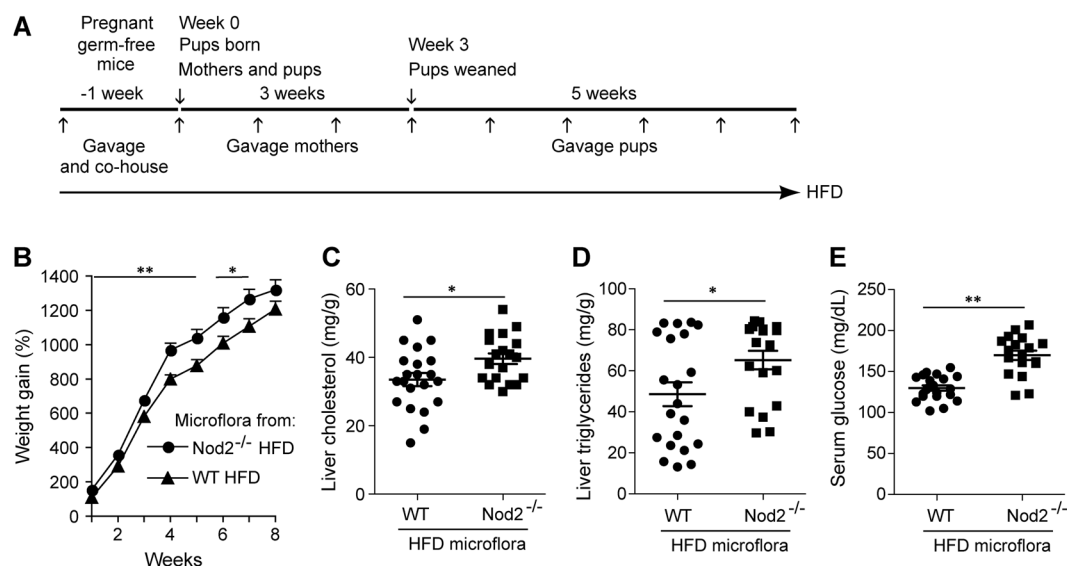 A
Pregnant
germ-free
mice
-1 week
Week 0
Pups born
Mothers and pups
3 weeks
Week 3
Pups weaned
5 weeks
Gavage
and co-house
Gavage mothers
Gavage pups
HFD
B
Weight gain (%)
1400
1200
1000
800
600
400
200
0
** *
Microflora from:
Nod2-/- HFD
WT HFD
2 4 6 8
Weeks
C
Liver cholesterol (mg/g)
60
40
20
0
*
WT Nod2-/-
HFD microflora
D
Liver triglycerides (mg/g)
100
80
60
40
20
0
*
WT Nod2-/-
HFD microflora
E
Serum glucose (mg/dL)
250
200
150
100
50
0
**
WT Nod2-/-
HFD microflora